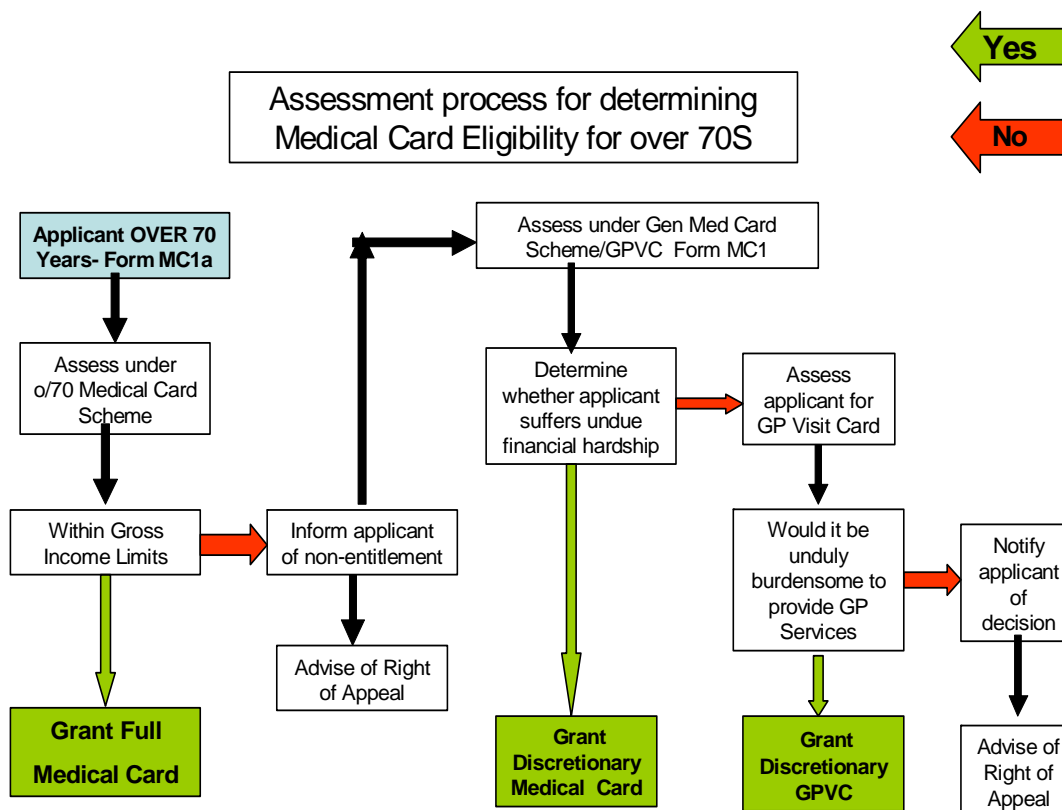 Yes
No
Assessment process for determining
Medical Card Eligibility for over 70S
Applicant OVER 70
Years- Form MC1a
Assess under
o/70 Medical Card
Scheme
Within Gross
Income Limits
Grant Full
Medical Card
Inform applicant
of non-entitlement
Advise of Right
of Appeal
Assess under Gen Med Card
Scheme/GPVC Form MC1
Determine
whether applicant
suffers undue
financial hardship
Grant
Discretionary
Medical Card
Assess
applicant for
GP Visit Card
Would it be
unduly
burdensome to
provide GP
Services
Grant
Discretionary
GPVC
Notify
applicant
of
decision
Advise of
Right of
Appeal